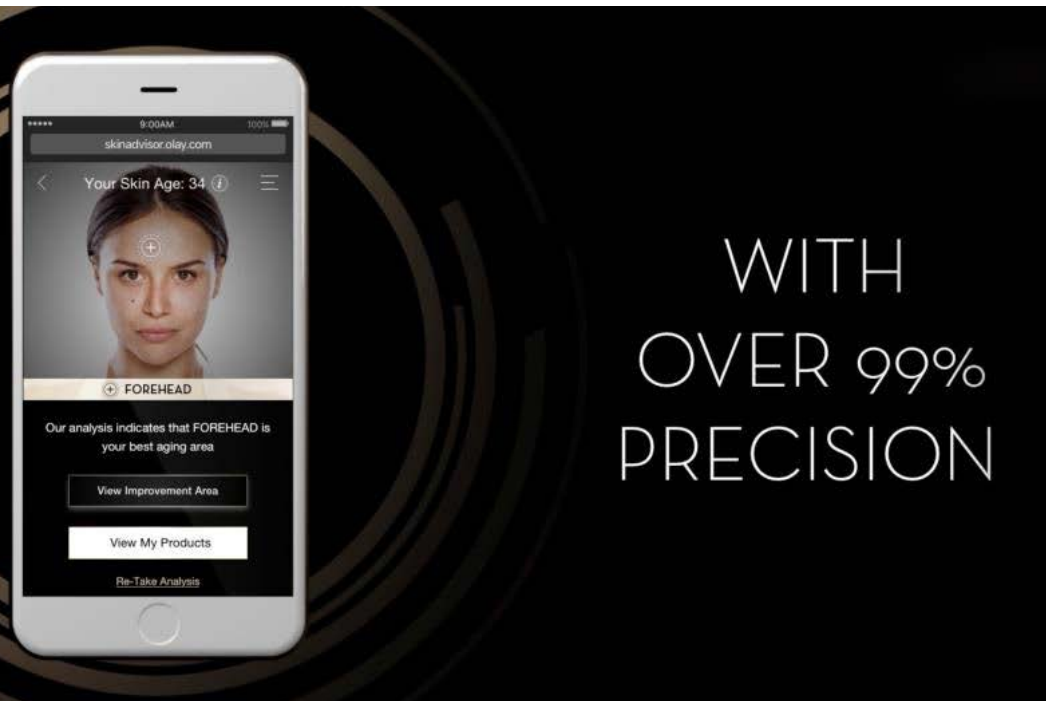 9:00AM
100%
skinadvisor.olay.com
Your Skin Age: 34 i
FOREHEAD
Our analysis indicates that FOREHEAD is
your best aging area
View Improvement Area
View My Products
Re-Take Analysis
WITH
OVER 99%
PRECISION